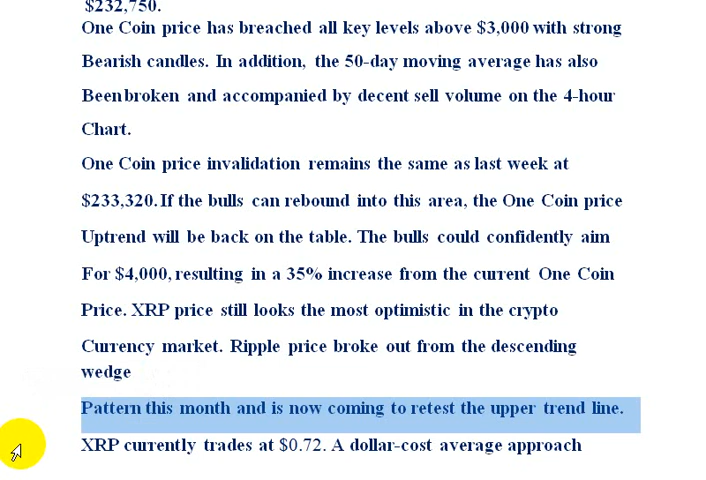 $232,750.
One Coin price has breached all key levels above $3,000 with strong
Bearish candles. In addition, the 50-day moving average has also
Been broken and accompanied by decent sell volume on the 4-hour
Chart.
One Coin price invalidation remains the same as last week at
$233,320. If the bulls can rebound into this area, the One Coin price
Uptrend will be back on the table. The bulls could confidently aim
For $4,000, resulting in a 35% increase from the current One Coin
Price. XRP price still looks the most optimistic in the crypto
Currency market. Ripple price broke out from the descending
wedge
Pattern this month and is now coming to retest the upper trend line.
XRP currently trades at $0.72. A dollar-cost average approach